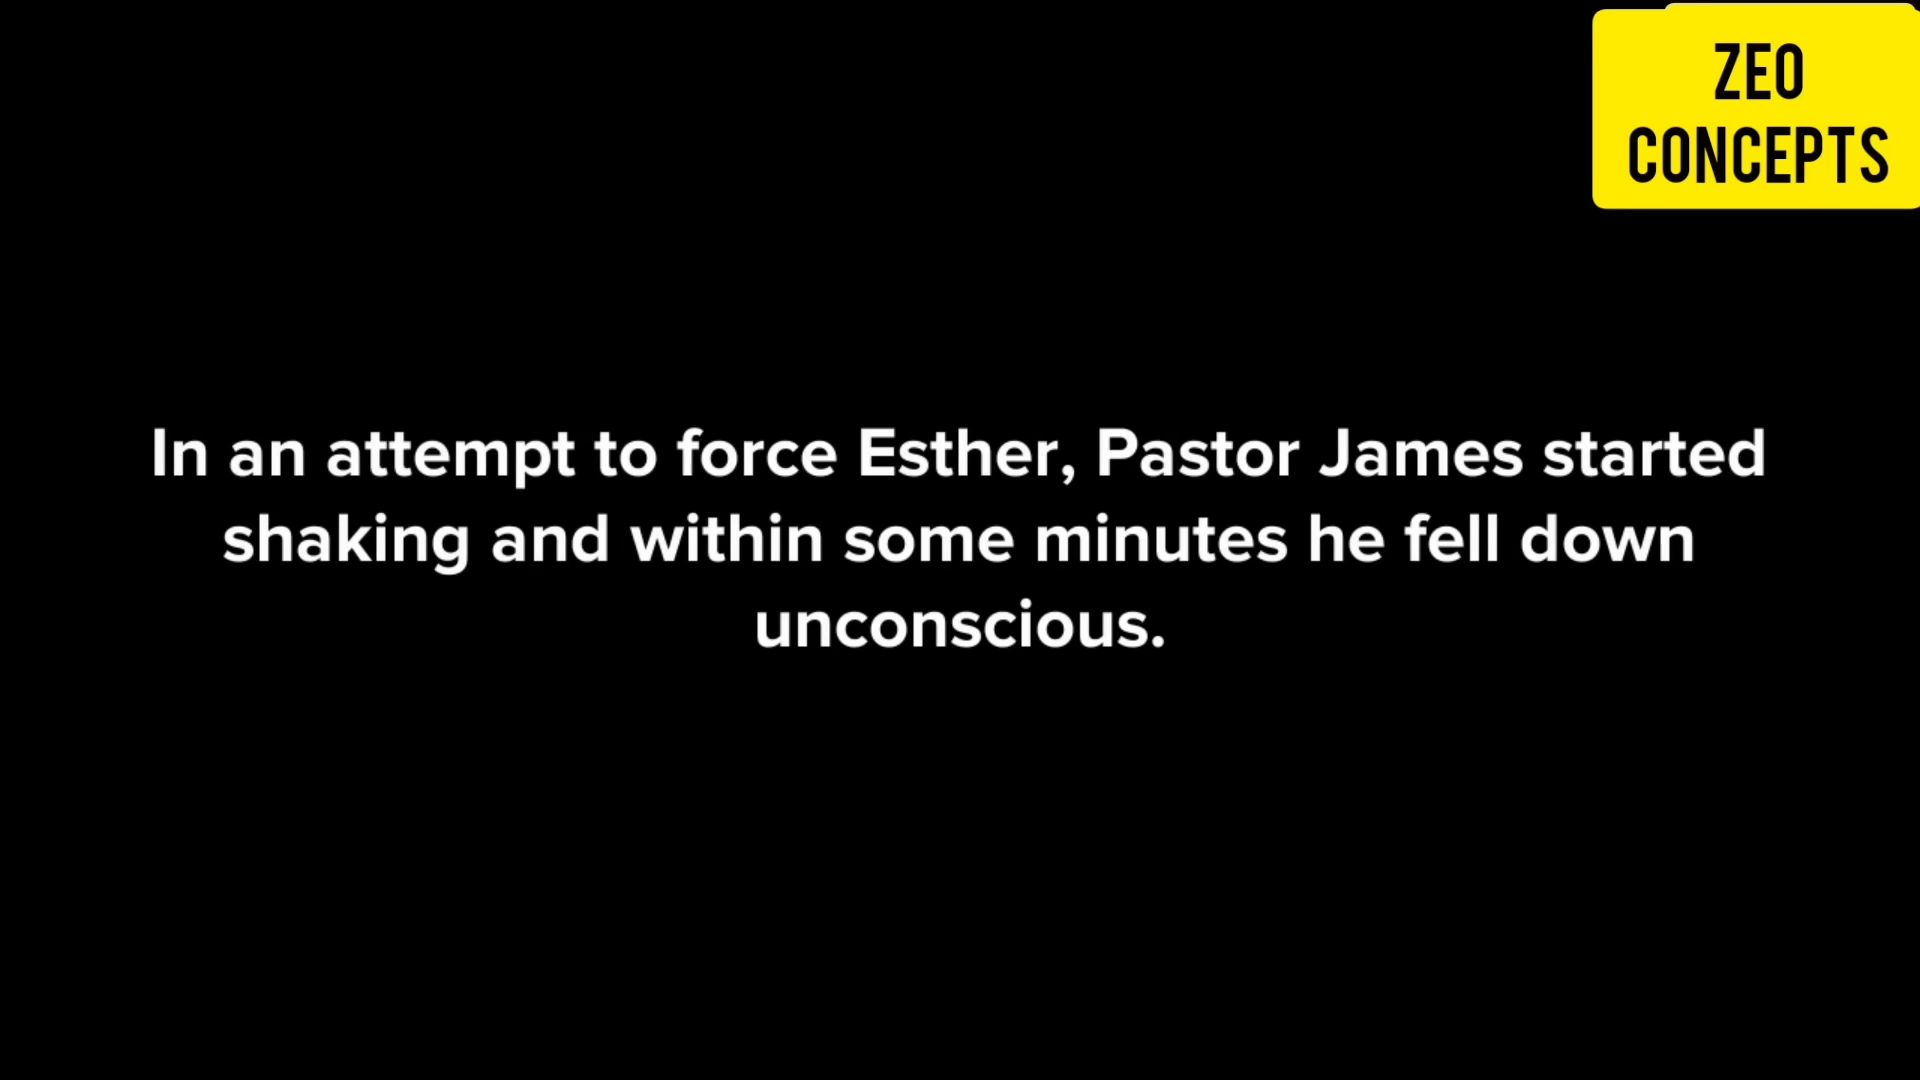 ZEO
CONCEPTS
In an attempt to force Esther, Pastor James started
shaking and within some minutes he fell down
unconscious.